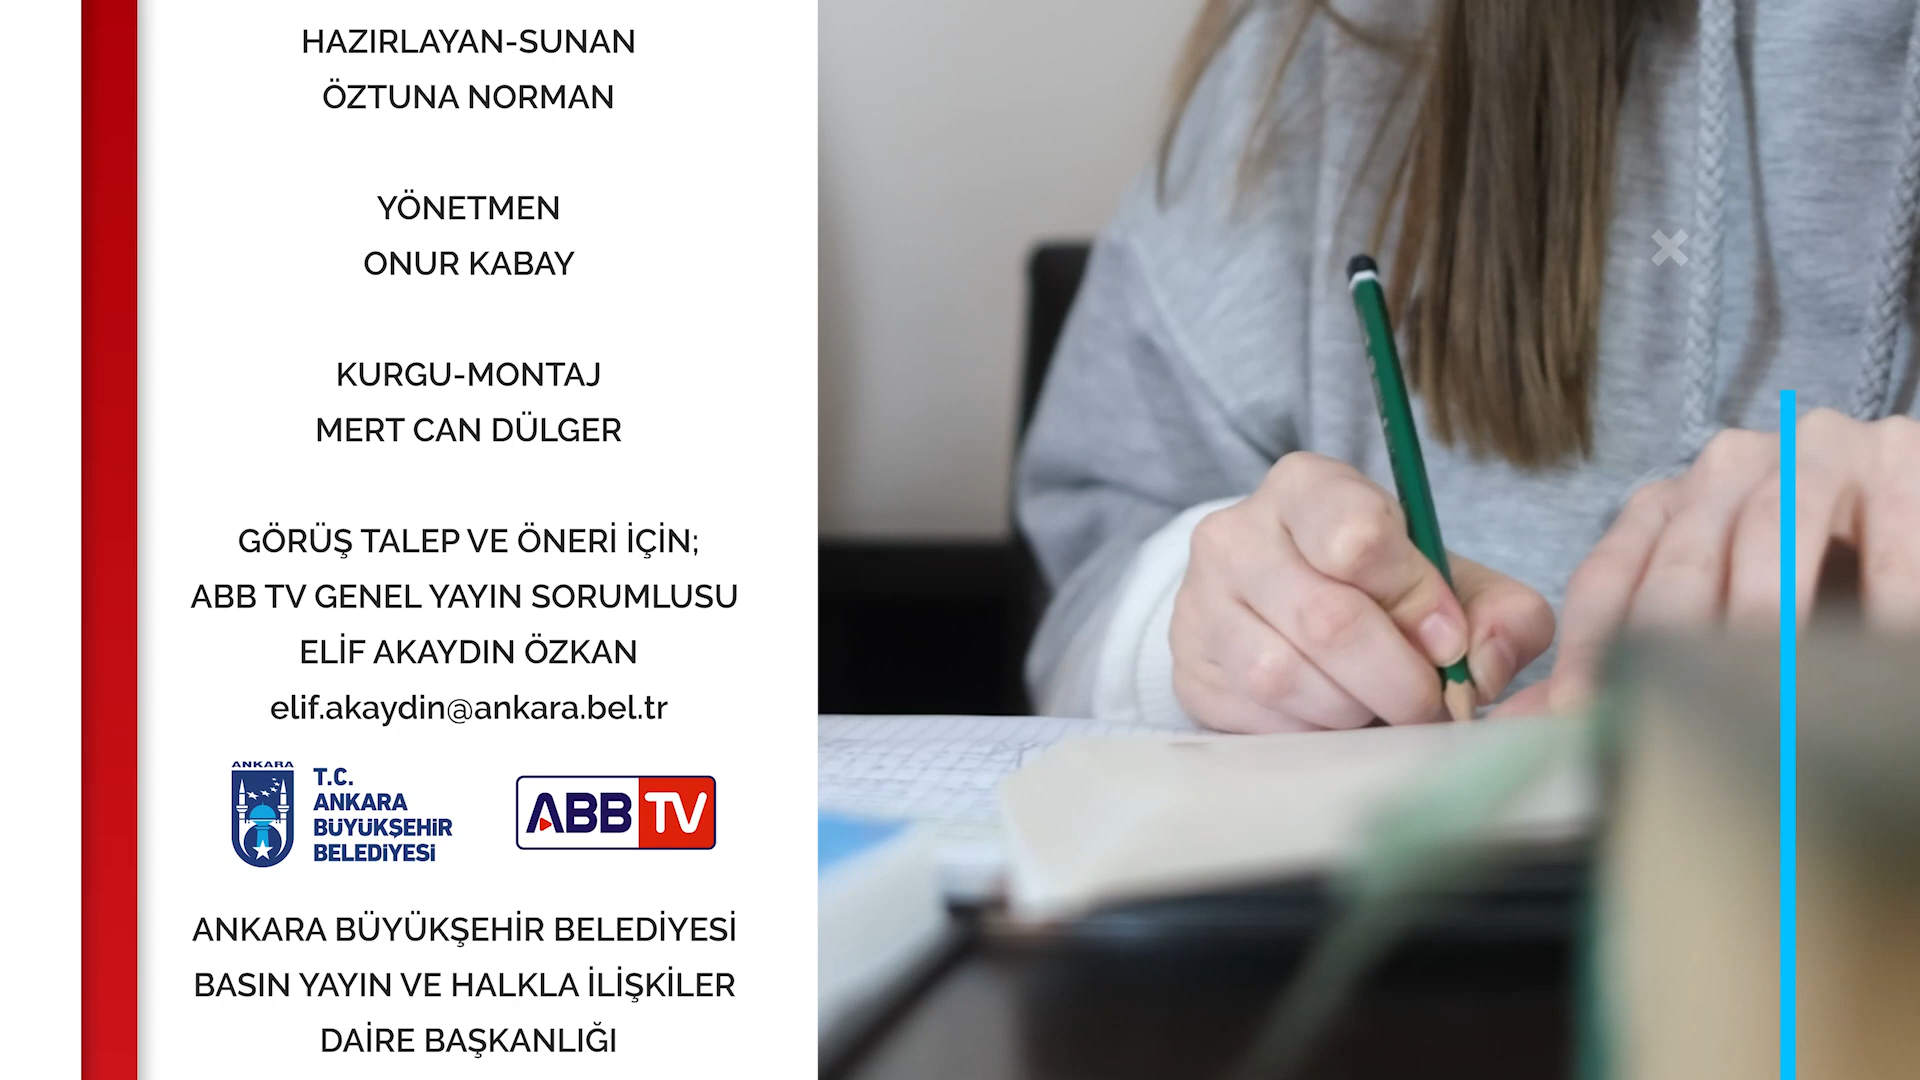 HAZIRLAYAN-SUNAN
ÖZTUNA NORMAN
YÖNETMEN
ONUR KABAY
KURGU-MONTAJ
MERT CAN DÜLGER
GÖRÜŞ TALEP VE ÖNERİ İÇİN;
ABB TV GENEL YAYIN SORUMLUSU
ELİF AKAYDIN ÖZKAN
elif.akaydin@ankara.bel.tr
ANKARA
T.C.
ANKARA
BÜYÜKŞEHİR
BELEDİYESİ
ABB TV
ANKARA BÜYÜKŞEHİR BELEDİYESİ
BASIN YAYIN VE HALKLA İLİŞKİLER
DAİRE BAŞKANLIĞI